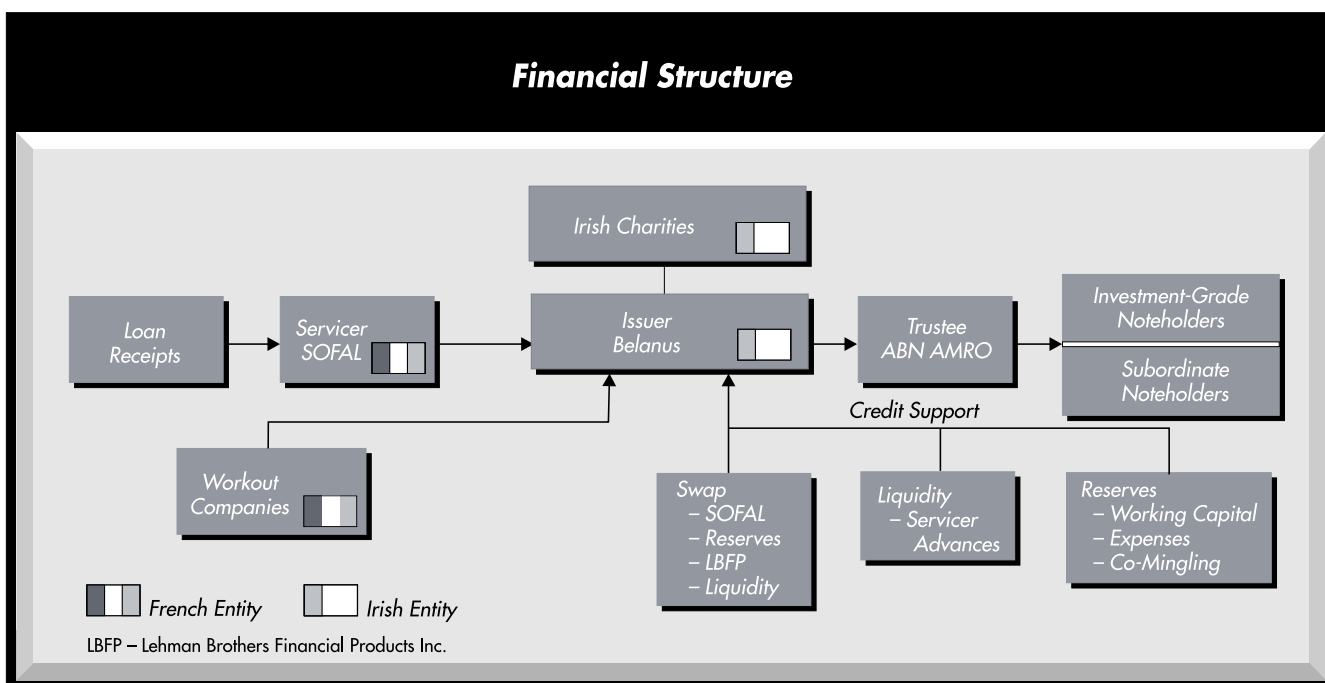 Financial Structure
Irish Charities
Loan
Receipts
Servicer
SOFAL
Issuer
Belanus
Trustee
ABN AMRO
Investment-Grade
Noteholders
Subordinate
Noteholders
Credit Support
Workout
Companies
Swap
– SOFAL
– Reserves
– LBFP
– Liquidity
Liquidity
– Servicer
Advances
Reserves
– Working Capital
– Expenses
– Co-Mingling
French Entity
Irish Entity
LBFP – Lehman Brothers Financial Products Inc.